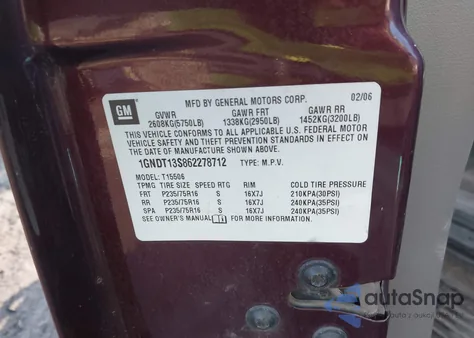 MFD BY GENERAL MOTORS CORP. 02/06
GM
GVWR GAWR FRT GAWR RR
2608KG(5750LB) 1338KG(2950LB) 1452KG(3200LB)
THIS VEHICLE CONFORMS TO ALL APPLICABLE U.S. FEDERAL MOTOR
VEHICLE SAFETY AND THEFT PREVENTION STANDARDS IN EFFECT ON
THE DATE OF MANUFACTURE SHOWN ABOVE.
1GNDT13S862278712 TYPE: M.P.V.
MODEL: T15506
TPMG TIRE SIZE SPEED RTG RIM COLD TIRE PRESSURE
FRT P235/75R16 S 16X7J 210KPA(30PSI)
RR P235/75R16 S 16X7J 240KPA(35PSI)
SPA P235/75R16 S 16X7J 240KPA(35PSI)
SEE OWNER'S MANUAL FOR MORE INFORMATION.
autoSnap